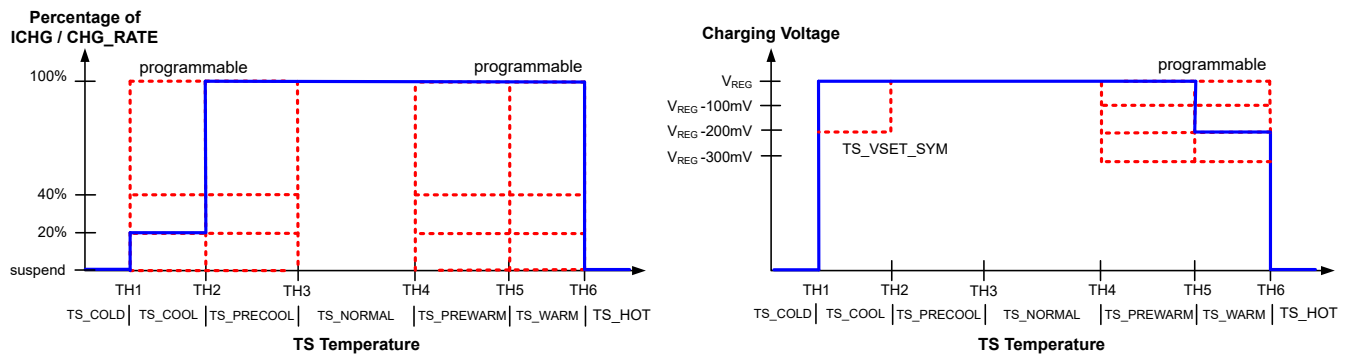 Percentage of
ICHG / CHG_RATE
programmable
programmable
100%
40%
20%
suspend
TH1 TH2 TH3 TH4 TH5 TH6
TS_COLD TS_COOL TS_PRECOOL TS_NORMAL TS_PREWARM TS_WARM TS_HOT
TS Temperature
Charging Voltage
programmable
VREG
VREG -100mV
VREG -200mV
VREG -300mV
TS_VSET_SYM
TH1 TH2 TH3 TH4 TH5 TH6
TS_COLD TS_COOL TS_PRECOOL TS_NORMAL TS_PREWARM TS_WARM TS_HOT
TS Temperature